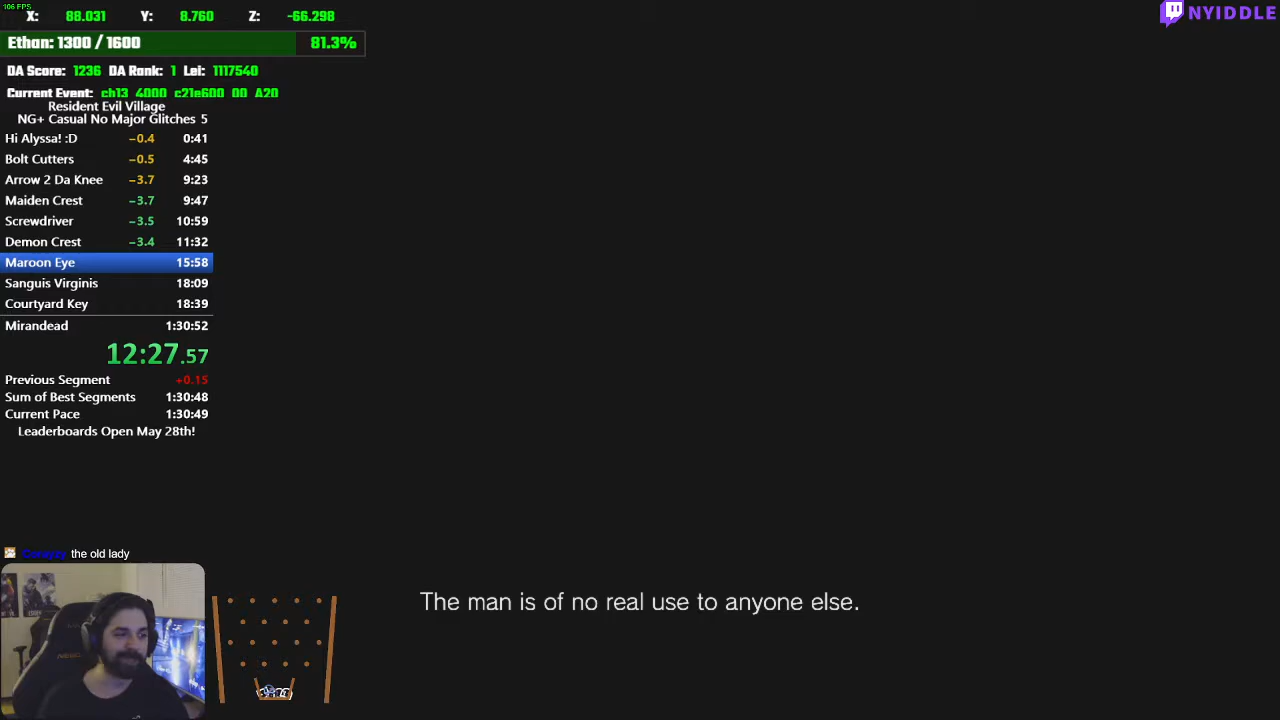 106 FPS
X: 88.031 Y: 8.760 Z: -66.298
NYIDDLE
Ethan: 1300 / 1600 81.3%
DA Score: 1236 DA Rank: 1 Lei: 1117540
Current Event: ch13_4000_c21e600_00_A20
Resident Evil Village
NG+ Casual No Major Glitches 5
Hi Alyssa! :D −0.4 0:41
Bolt Cutters −0.5 4:45
Arrow 2 Da Knee −3.7 9:23
Maiden Crest −3.7 9:47
Screwdriver −3.5 10:59
Demon Crest −3.4 11:32
Maroon Eye 15:58
Sanguis Virginis 18:09
Courtyard Key 18:39
Mirandead 1:30:52
12:27.57
Previous Segment +0.15
Sum of Best Segments 1:30:48
Current Pace 1:30:49
Leaderboards Open May 28th!
the old lady
The man is of no real use to anyone else.